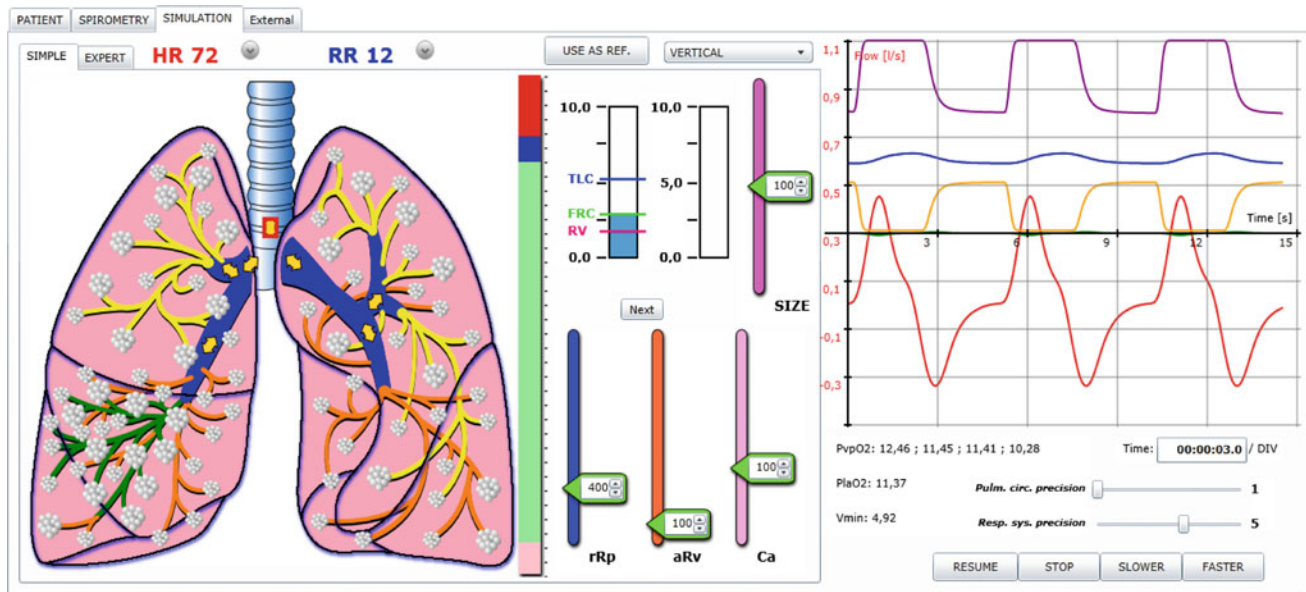 PATIENT SPIROMETRY SIMULATION External
SIMPLE EXPERT HR 72 RR 12 USE AS REF. VERTICAL
10,0 10,0
TLC 5,0
FRC
RV
0,0 0,0
100
SIZE
Next
400
100
100
rRp aRv Ca
1,1 Flow [l/s]
0,9
0,7
0,5
Time [s]
0,3 3 6 9 12 15
0,1
-0,1
-0,3
PvpO2: 12,46 ; 11,45 ; 11,41 ; 10,28 Time: 00:00:03.0 / DIV
PlaO2: 11,37 Pulm. circ. precision 1
Vmin: 4,92 Resp. sys. precision 5
RESUME STOP SLOWER FASTER